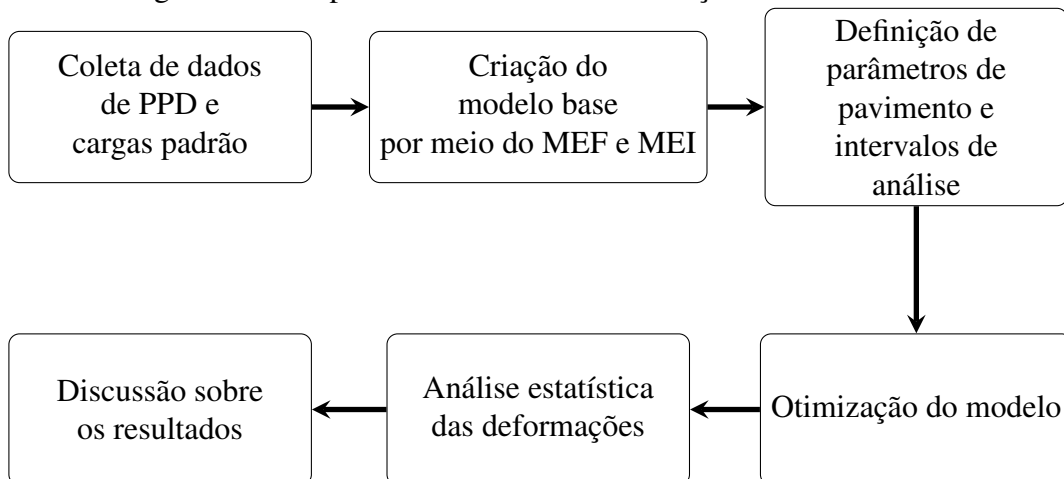 Coleta de dados
de PPD e
cargas padrão
Criação do
modelo base
por meio do MEF e MEI
Definição de
parâmetros de
pavimento e
intervalos de
análise
Otimização do modelo
Análise estatística
das deformações
Discussão sobre
os resultados